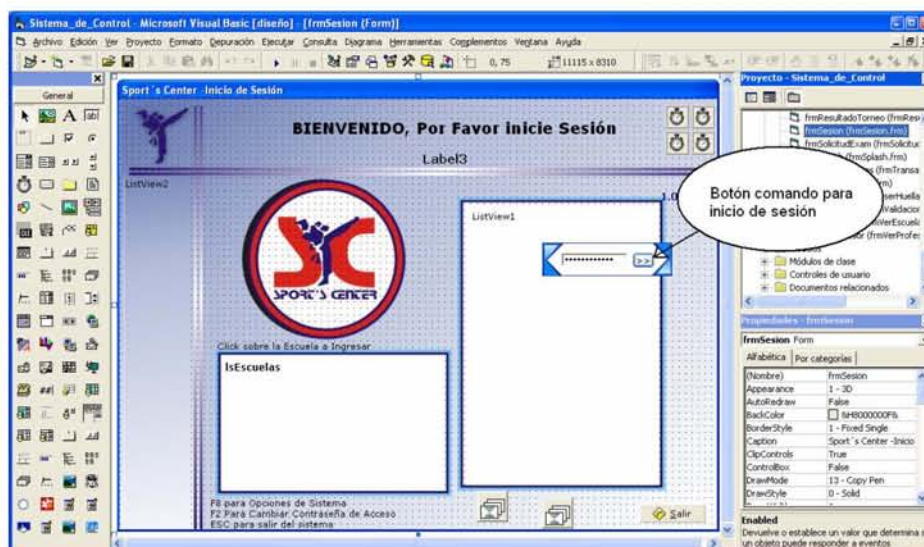 Sistema_de_Control - Microsoft Visual Basic [diseño] - [frmSesion (Form)]
Archivo Edición Ver Proyecto Formato Depuración Ejecutar Consulta Diagrama Herramientas Complementos Ventana Ayuda
0, 75
11115 x 8310
General
Sport´s Center -Inicio de Sesión
BIENVENIDO, Por Favor inicie Sesión
Label3
ListView2
1.0
ListView1
SC
SPORT'S CENTER
>>
Click sobre la Escuela a Ingresar
lsEscuelas
F8 para Opciones de Sistema
F2 Para Cambiar Contraseña de Acceso
ESC para salir del sistema
Salir
Botón comando para
inicio de sesión
Proyecto - Sistema_de_Control
frmResultadoTorneo (frmResp
frmSesion (frmSesion.frm)
frmSolicitudExam (frmSolicituc
(frmSplash.frm)
(frmTransa
Módulos de clase
Controles de usuario
Documentos relacionados
Propiedades - frmSesion
frmSesion Form
Alfabética Por categorías
(Nombre) frmSesion
Appearance 1 - 3D
AutoRedraw False
BackColor &H8000000F&
BorderStyle 1 - Fixed Single
Caption Sport´s Center -Inicio
ClipControls True
ControlBox False
DrawMode 13 - Copy Pen
DrawStyle 0 - Solid
Enabled
Devuelve o establece un valor que determina
un objeto puede responder a eventos